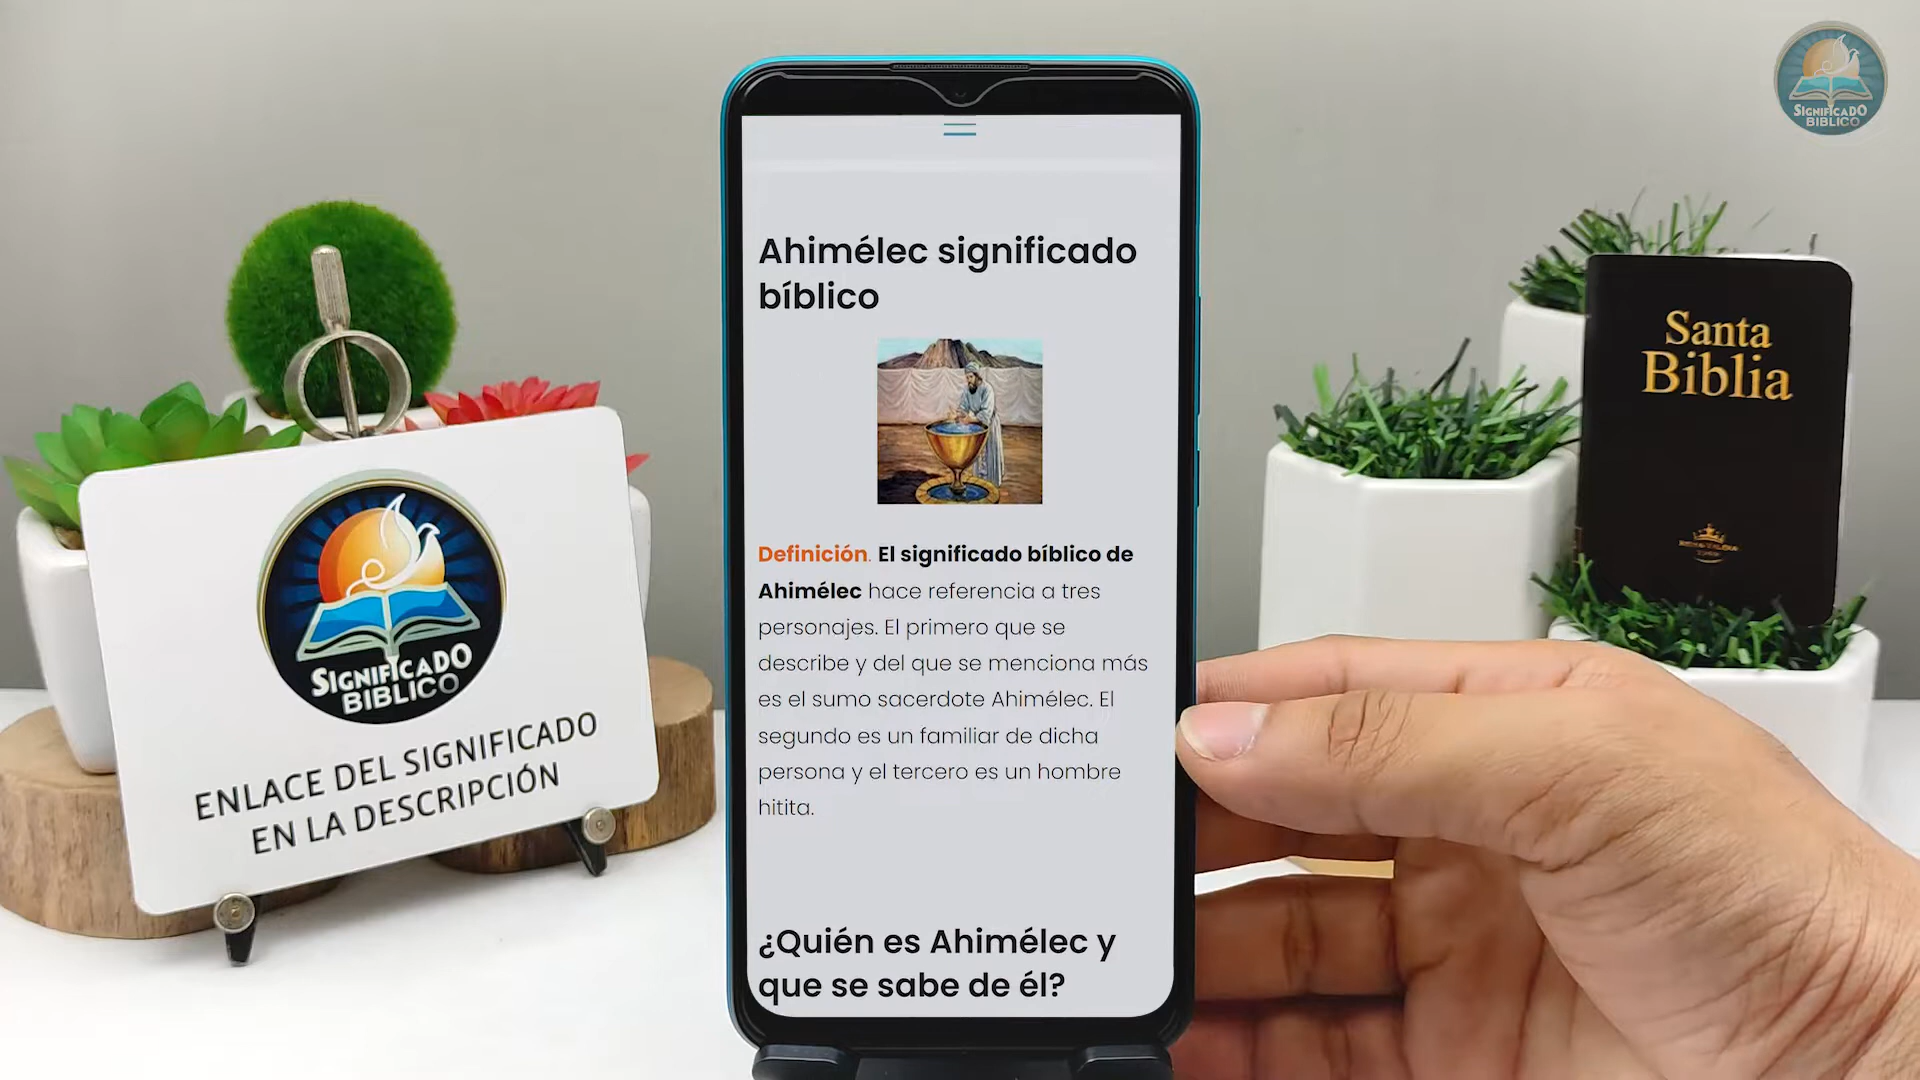 SIGNIFICADO
BIBLICO
Ahimélec significado
bíblico
Definición. El significado bíblico de
Ahimélec hace referencia a tres
personajes. El primero que se
describe y del que se menciona más
es el sumo sacerdote Ahimélec. El
segundo es un familiar de dicha
persona y el tercero es un hombre
hitita.
¿Quién es Ahimélec y
que se sabe de él?
SIGNIFICADO
BIBLICO
ENLACE DEL SIGNIFICADO
EN LA DESCRIPCIÓN
Santa
Biblia